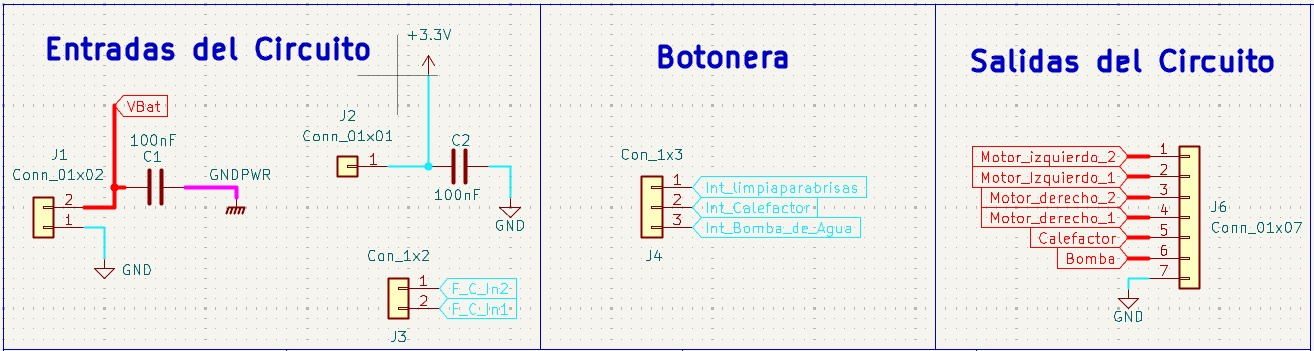 Entradas del Circuito
+3.3V
VBat
100nF
C1
J1
Conn_01x02
2
1
GNDPWR
GND
J2
Conn_01x01
1
C2
100nF
GND
Con_1x2
1
F_C_In2
2
F_C_In1
J3
Botonera
Con_1x3
1
Int_limpiaparabrisas
2
Int_Calefactor
3
Int_Bomba_de_Agua
J4
Salidas del Circuito
Motor_izquierdo_2
1
Motor_Izquierdo_1
2
Motor_derecho_2
3
Motor_derecho_1
4
Calefactor
5
Bomba
6
7
J6
Conn_01x07
GND